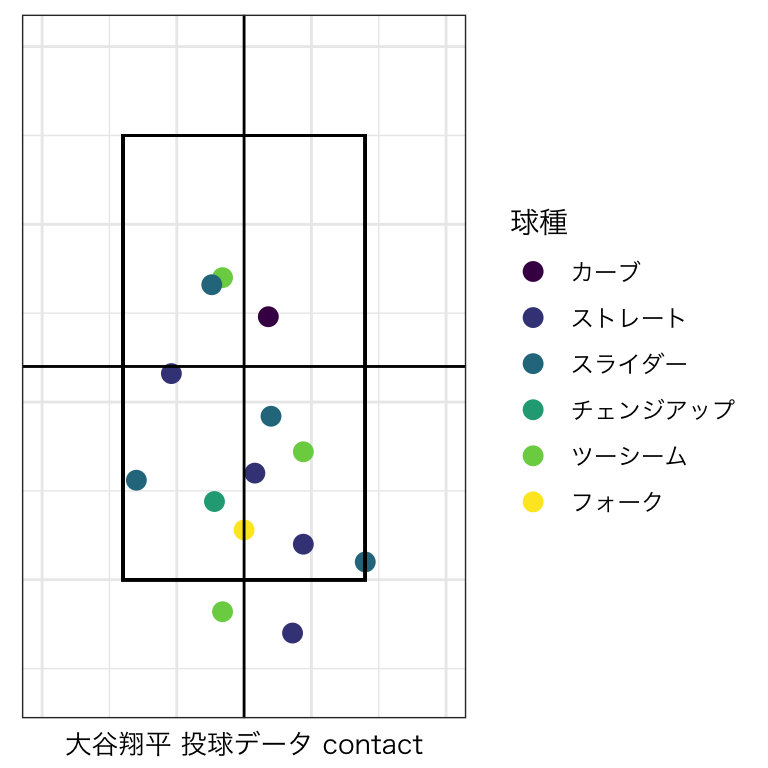 球種
カーブ
ストレート
スライダー
チェンジアップ
ツーシーム
フォーク
大谷翔平 投球データ contact